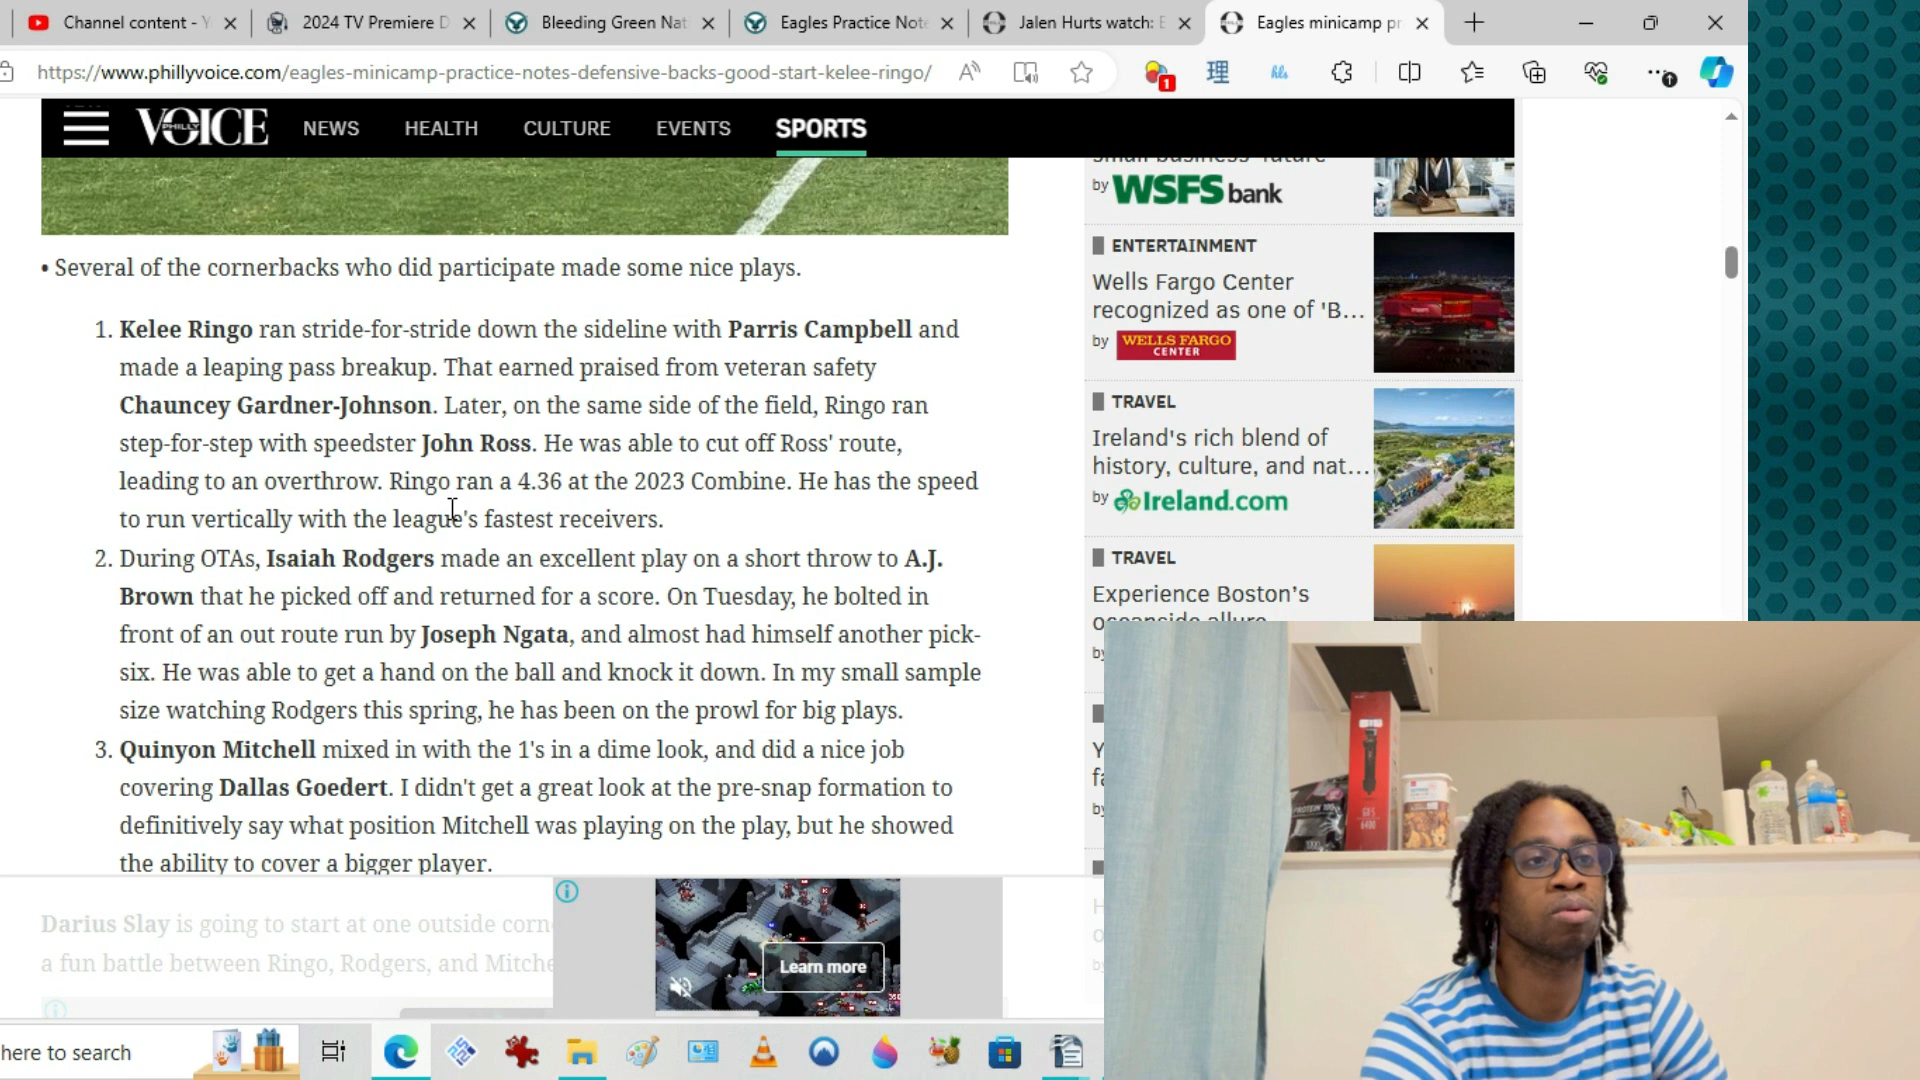 Channel content - Y
2024 TV Premiere D
Bleeding Green Nat
Eagles Practice Note
Jalen Hurts watch: E
Eagles minicamp pr
https://www.phillyvoice.com/eagles-minicamp-practice-notes-defensive-backs-good-start-kelee-ringo/
1
理
hls
PHILLY VOICE
NEWS
HEALTH
CULTURE
EVENTS
SPORTS
• Several of the cornerbacks who did participate made some nice plays.
1. Kelee Ringo ran stride-for-stride down the sideline with Parris Campbell and
made a leaping pass breakup. That earned praised from veteran safety
Chauncey Gardner-Johnson. Later, on the same side of the field, Ringo ran
step-for-step with speedster John Ross. He was able to cut off Ross' route,
leading to an overthrow. Ringo ran a 4.36 at the 2023 Combine. He has the speed
to run vertically with the league's fastest receivers.
2. During OTAs, Isaiah Rodgers made an excellent play on a short throw to A.J.
Brown that he picked off and returned for a score. On Tuesday, he bolted in
front of an out route run by Joseph Ngata, and almost had himself another pick-
six. He was able to get a hand on the ball and knock it down. In my small sample
size watching Rodgers this spring, he has been on the prowl for big plays.
3. Quinyon Mitchell mixed in with the 1's in a dime look, and did a nice job
covering Dallas Goedert. I didn't get a great look at the pre-snap formation to
definitively say what position Mitchell was playing on the play, but he showed
the ability to cover a bigger player.
Darius Slay is going to start at one outside corn
a fun battle between Ringo, Rodgers, and Mitche
Learn more
small business' future
by WSFS bank
ENTERTAINMENT
Wells Fargo Center
recognized as one of 'B...
by WELLS FARGO
CENTER
TRAVEL
Ireland's rich blend of
history, culture, and nat...
by Ireland.com
TRAVEL
Experience Boston's
oceanside allure
by
by
here to search